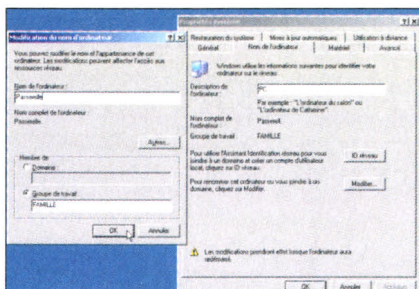 Modification du nom d'ordinateur
Vous pouvez modifier le nom et l'appartenance de cet
ordinateur. Les modifications peuvent affecter l'accès aux
ressources réseau.
Nom de l'ordinateur :
Passerelle
Nom complet de l'ordinateur :
Passerelle.
Autres...
Membre de
Domaine :
Groupe de travail :
FAMILLE
OK
Annuler
Propriétés système
Restauration du système
Mises à jour automatiques
Utilisation à distance
Général
Nom de l'ordinateur
Matériel
Avancé
Windows utilise les informations suivantes pour identifier votre
ordinateur sur le réseau.
Description de
l'ordinateur :
PC
Par exemple : "L'ordinateur du salon" ou
"L'ordinateur de Catherine"
Nom complet de
l'ordinateur :
Groupe de travail :
FAMILLE
Pour utiliser l'Assistant Identification réseau pour vous
joindre à un domaine et créer un compte d'utilisateur
local, cliquez sur ID réseau.
ID réseau
Pour renommer cet ordinateur ou vous joindre à un
domaine, cliquez sur Modifier.
Modifier...
Les modifications prendront effet lorsque l'ordinateur aura
redémarré.
OK
Annuler
Appliquer